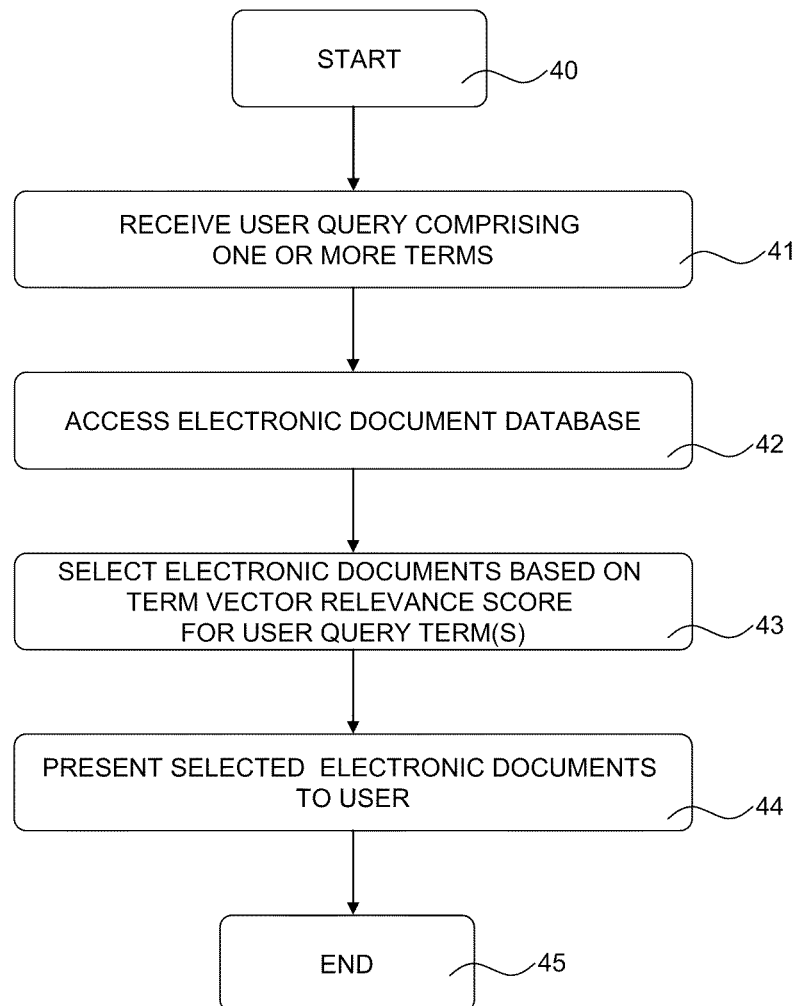 START
40
RECEIVE USER QUERY COMPRISING
ONE OR MORE TERMS
41
ACCESS ELECTRONIC DOCUMENT DATABASE
42
SELECT ELECTRONIC DOCUMENTS BASED ON
TERM VECTOR RELEVANCE SCORE
FOR USER QUERY TERM(S)
43
PRESENT SELECTED ELECTRONIC DOCUMENTS
TO USER
44
END
45